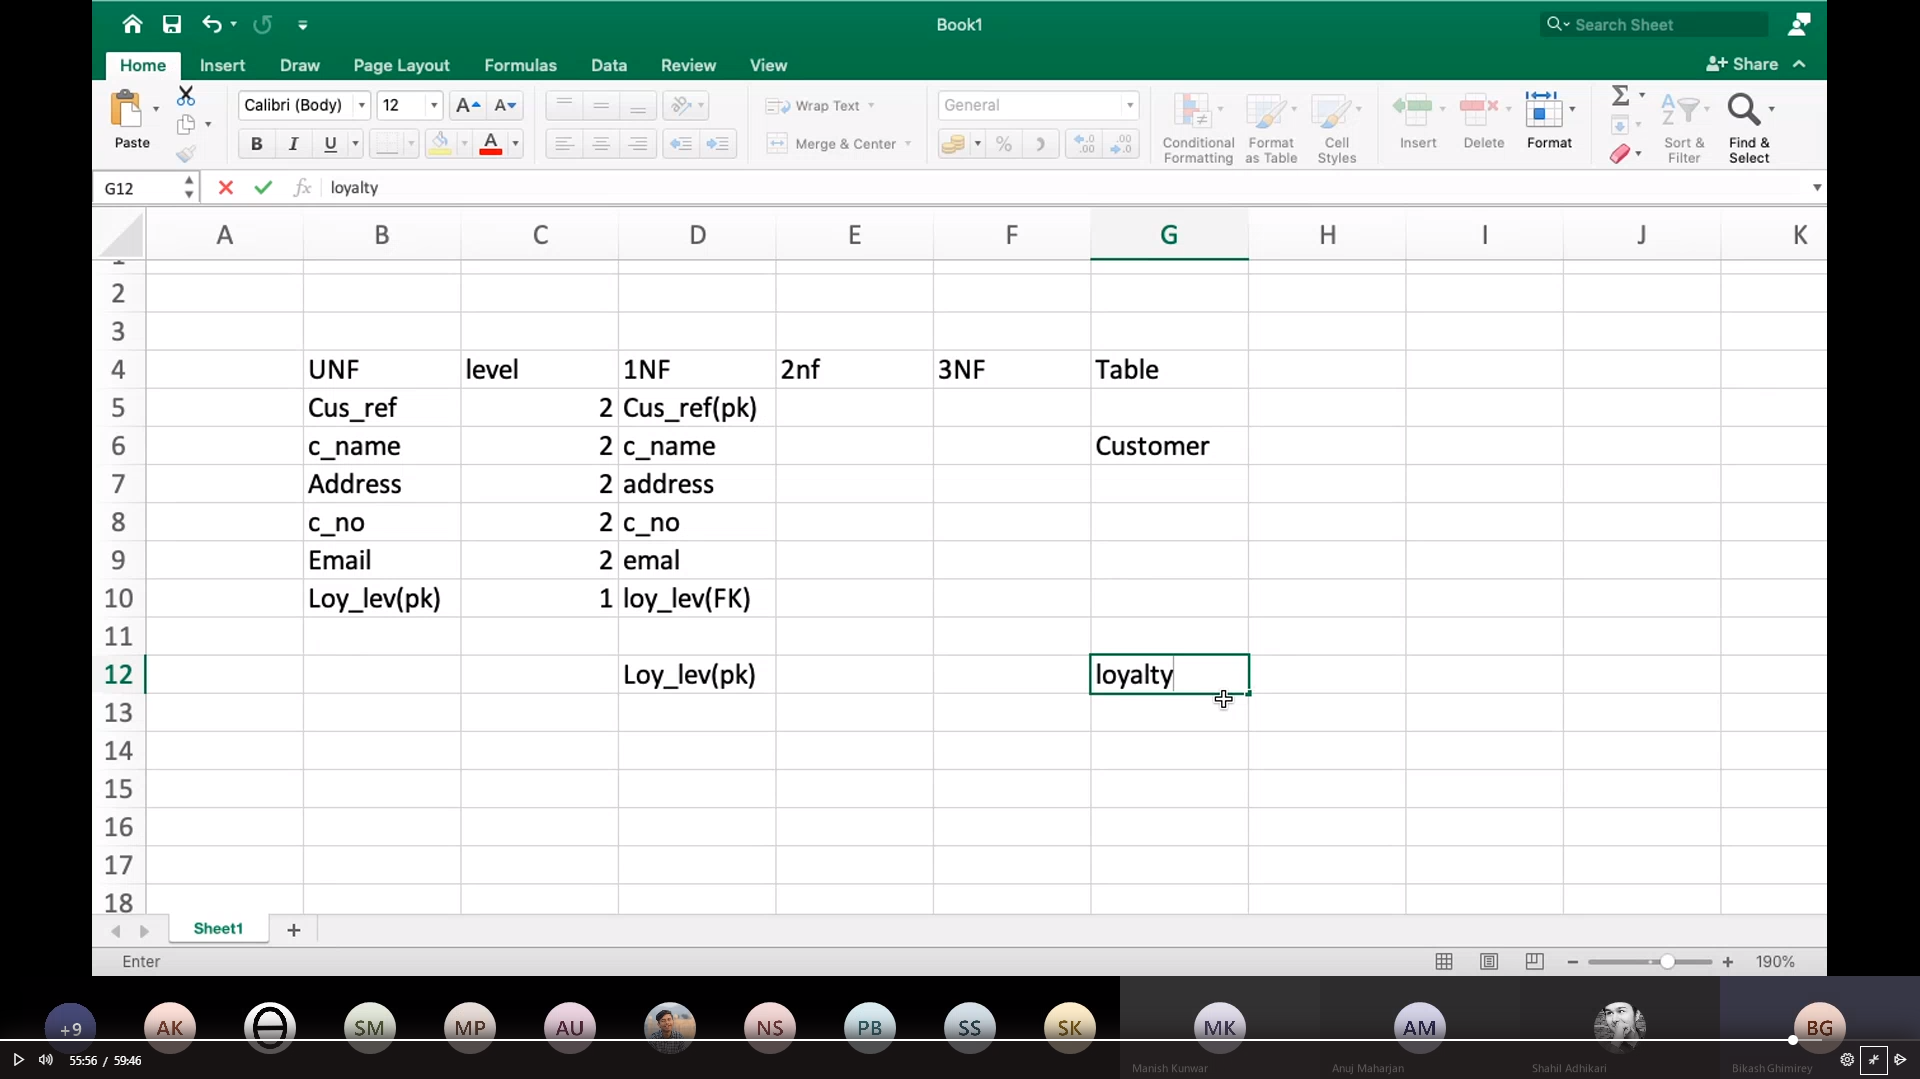 Book1
Search Sheet
Home Insert Draw Page Layout Formulas Data Review View
Share
Paste
Calibri (Body) 12
A A
Wrap Text
General
B I U A
Merge & Center
%
Conditional Formatting
Format as Table
Cell Styles
Insert
Delete
Format
Sort & Filter
Find & Select
G12 fx loyalty
A B C D E F G H I J K
1
2
3
4 UNF level 1NF 2nf 3NF Table
5 Cus_ref 2 Cus_ref(pk)
6 c_name 2 c_name Customer
7 Address 2 address
8 c_no 2 c_no
9 Email 2 emal
10 Loy_lev(pk) 1 loy_lev(FK)
11
12 Loy_lev(pk) loyalty
13
14
15
16
17
18
Sheet1 +
Enter
190%
+9 AK SM MP AU NS PB SS SK MK AM BG
55:56 / 59:46
Manish Kunwar Anuj Maharjan Shahil Adhikari Bikash Ghimirey